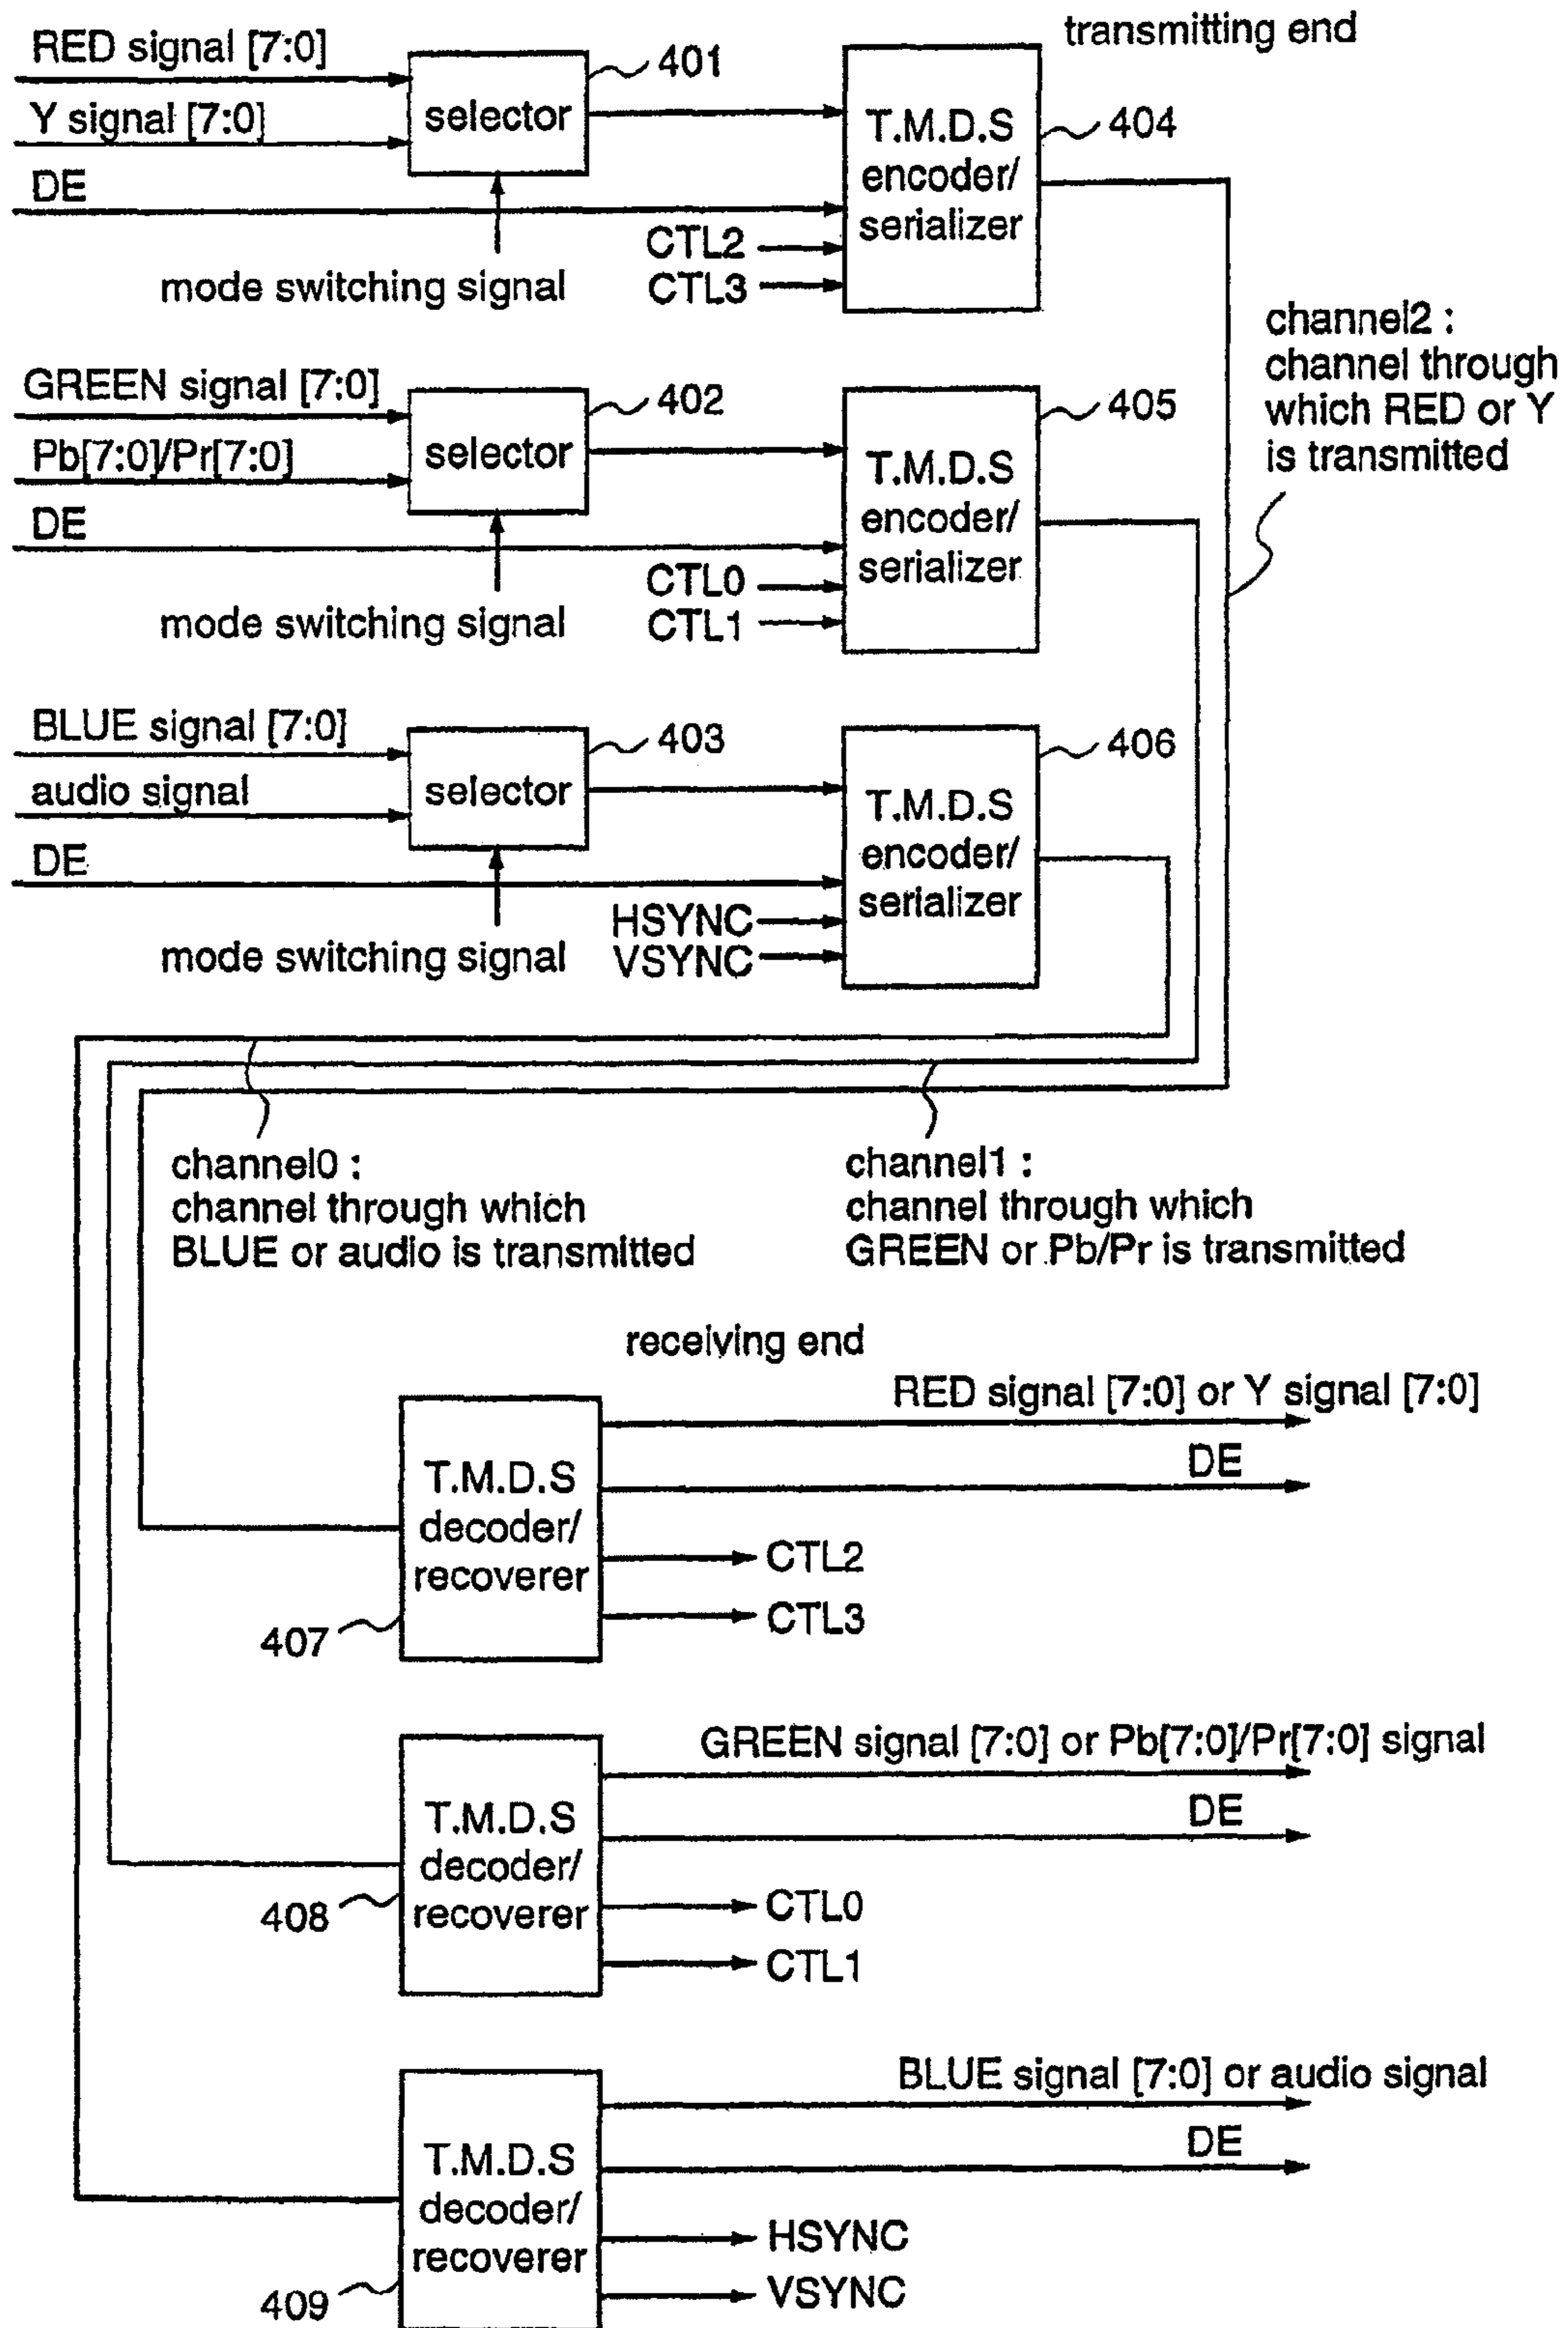 transmitting end
RED signal [7:0]
Y signal [7:0]
DE
selector
401
mode switching signal
CTL2
CTL3
T.M.D.S
encoder/
serializer
404
channel2 :
channel through
which RED or Y
is transmitted
GREEN signal [7:0]
Pb[7:0]/Pr[7:0]
DE
selector
402
mode switching signal
CTL0
CTL1
T.M.D.S
encoder/
serializer
405
BLUE signal [7:0]
audio signal
DE
selector
403
mode switching signal
HSYNC
VSYNC
T.M.D.S
encoder/
serializer
406
channel0 :
channel through which
BLUE or audio is transmitted
channel1 :
channel through which
GREEN or Pb/Pr is transmitted
receiving end
T.M.D.S
decoder/
recoverer
407
RED signal [7:0] or Y signal [7:0]
DE
CTL2
CTL3
T.M.D.S
decoder/
recoverer
408
GREEN signal [7:0] or Pb[7:0]/Pr[7:0] signal
DE
CTL0
CTL1
T.M.D.S
decoder/
recoverer
409
BLUE signal [7:0] or audio signal
DE
HSYNC
VSYNC